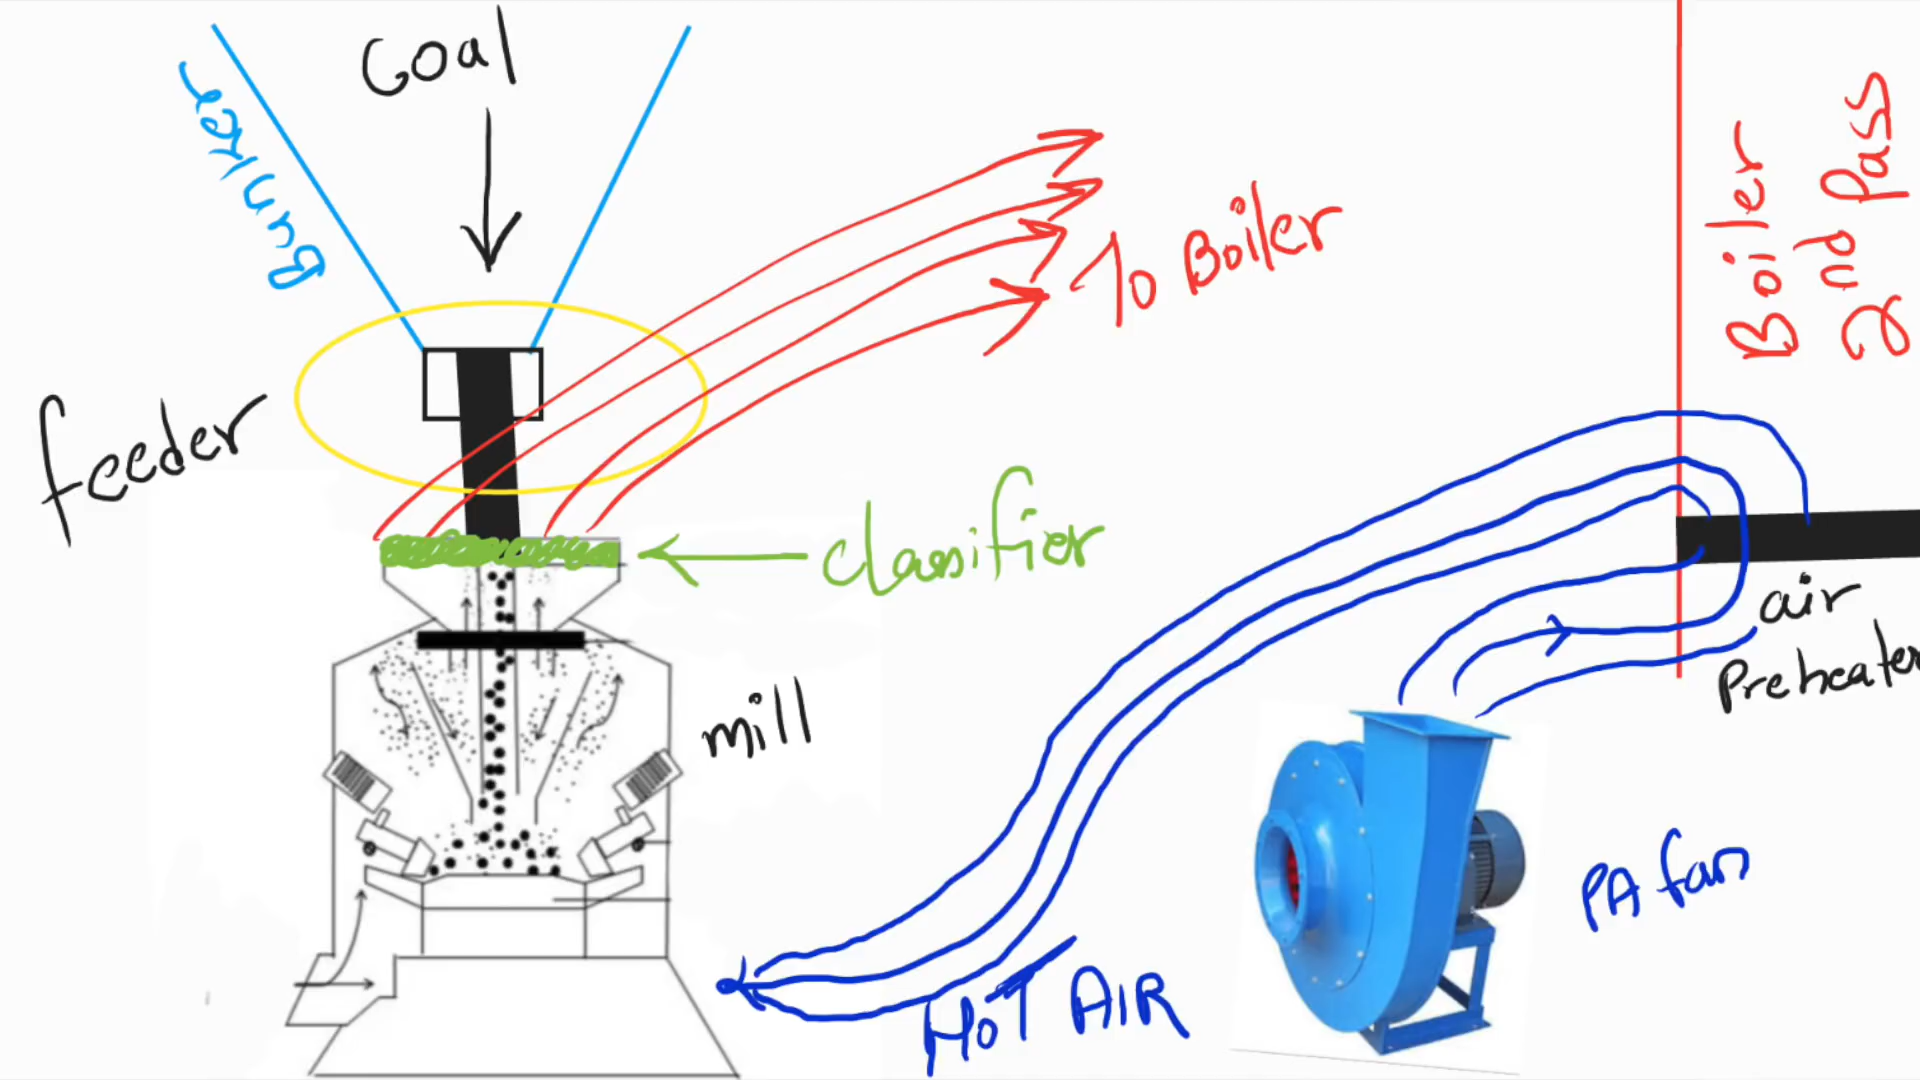 Coal
Bunker
To Boiler
Boiler
2nd Pass
feeder
classifier
air
Preheater
mill
PA fan
HOT AIR